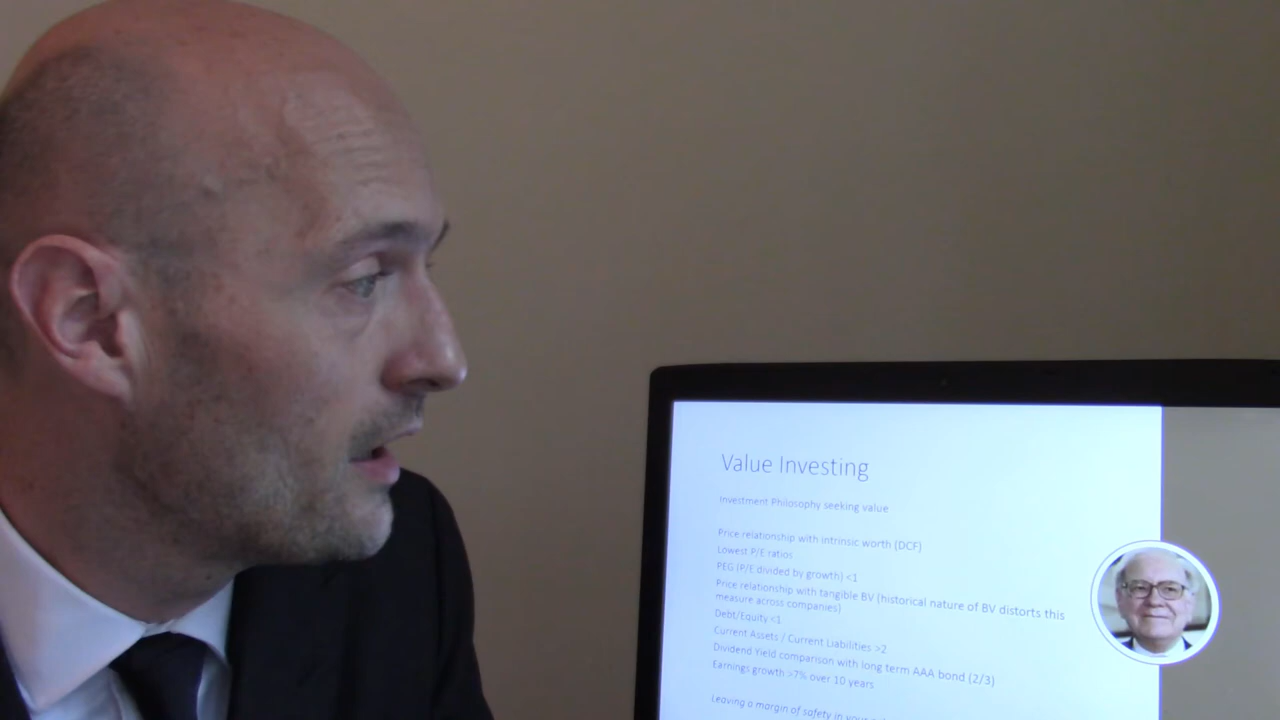 Value Investing
Investment Philosophy seeking value
Price relationship with intrinsic worth (DCF)
Lowest P/E ratios
PEG (P/E divided by growth) <1
Price relationship with tangible BV (historical nature of BV distorts this
measure across companies)
Debt/Equity <1
Current Assets / Current Liabilities >2
Dividend Yield comparison with long term AAA bond (2/3)
Earnings growth >7% over 10 years
Leaving a margin of safety in